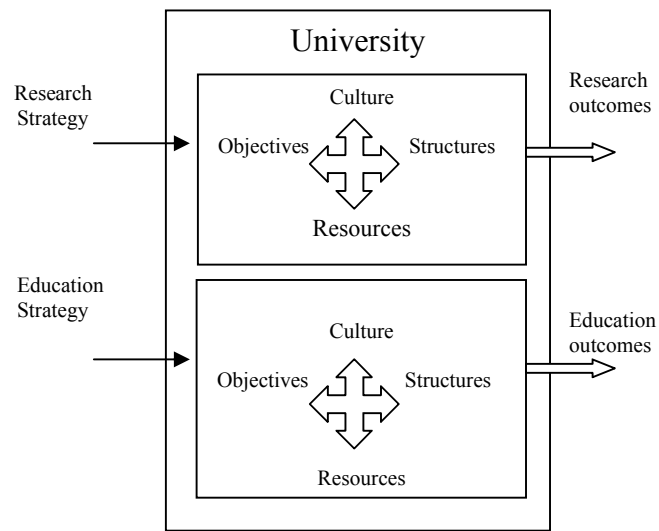 University
Research
Strategy
Culture
Objectives
Structures
Resources
Research
outcomes
Education
Strategy
Culture
Objectives
Structures
Resources
Education
outcomes